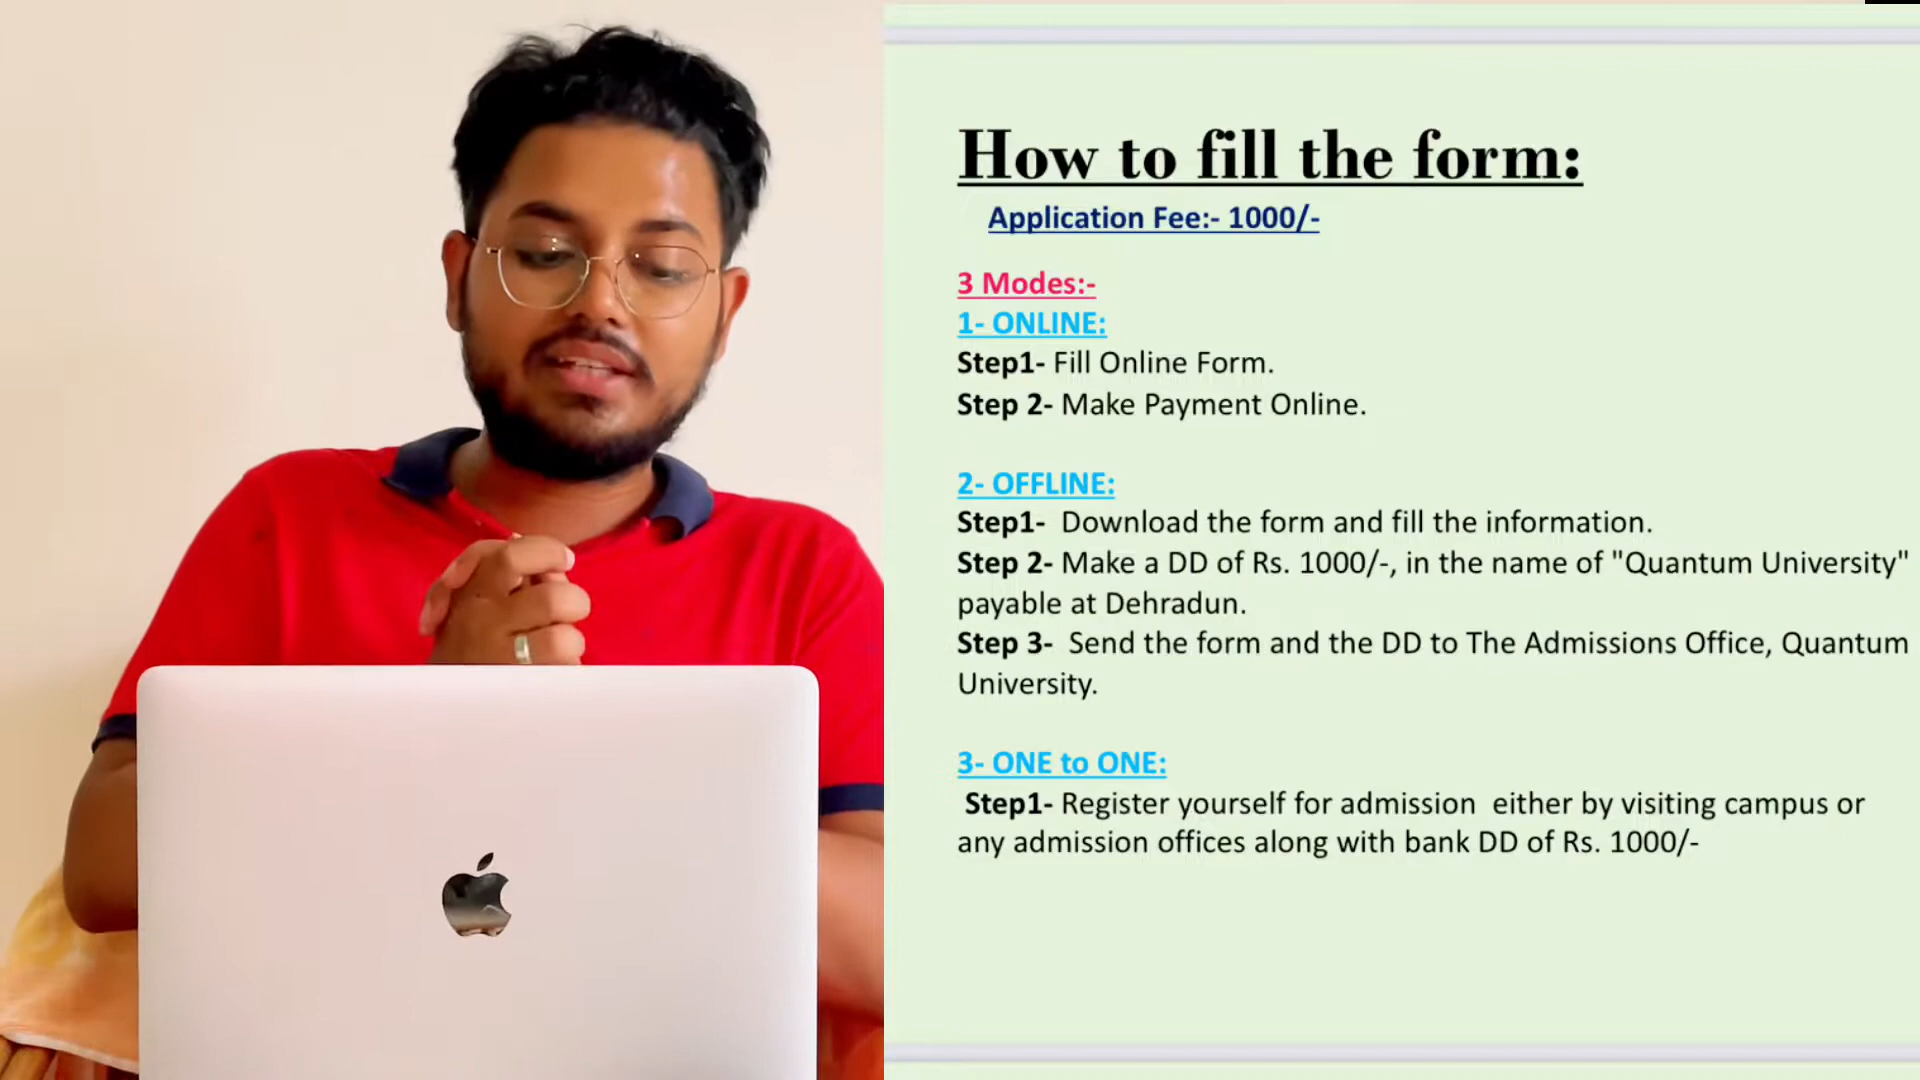 How to fill the form:
Application Fee:- 1000/-
3 Modes:-
1- ONLINE:
Step1- Fill Online Form.
Step 2- Make Payment Online.
2- OFFLINE:
Step1- Download the form and fill the information.
Step 2- Make a DD of Rs. 1000/-, in the name of "Quantum University"
payable at Dehradun.
Step 3- Send the form and the DD to The Admissions Office, Quantum
University.
3- ONE to ONE:
Step1- Register yourself for admission either by visiting campus or
any admission offices along with bank DD of Rs. 1000/-